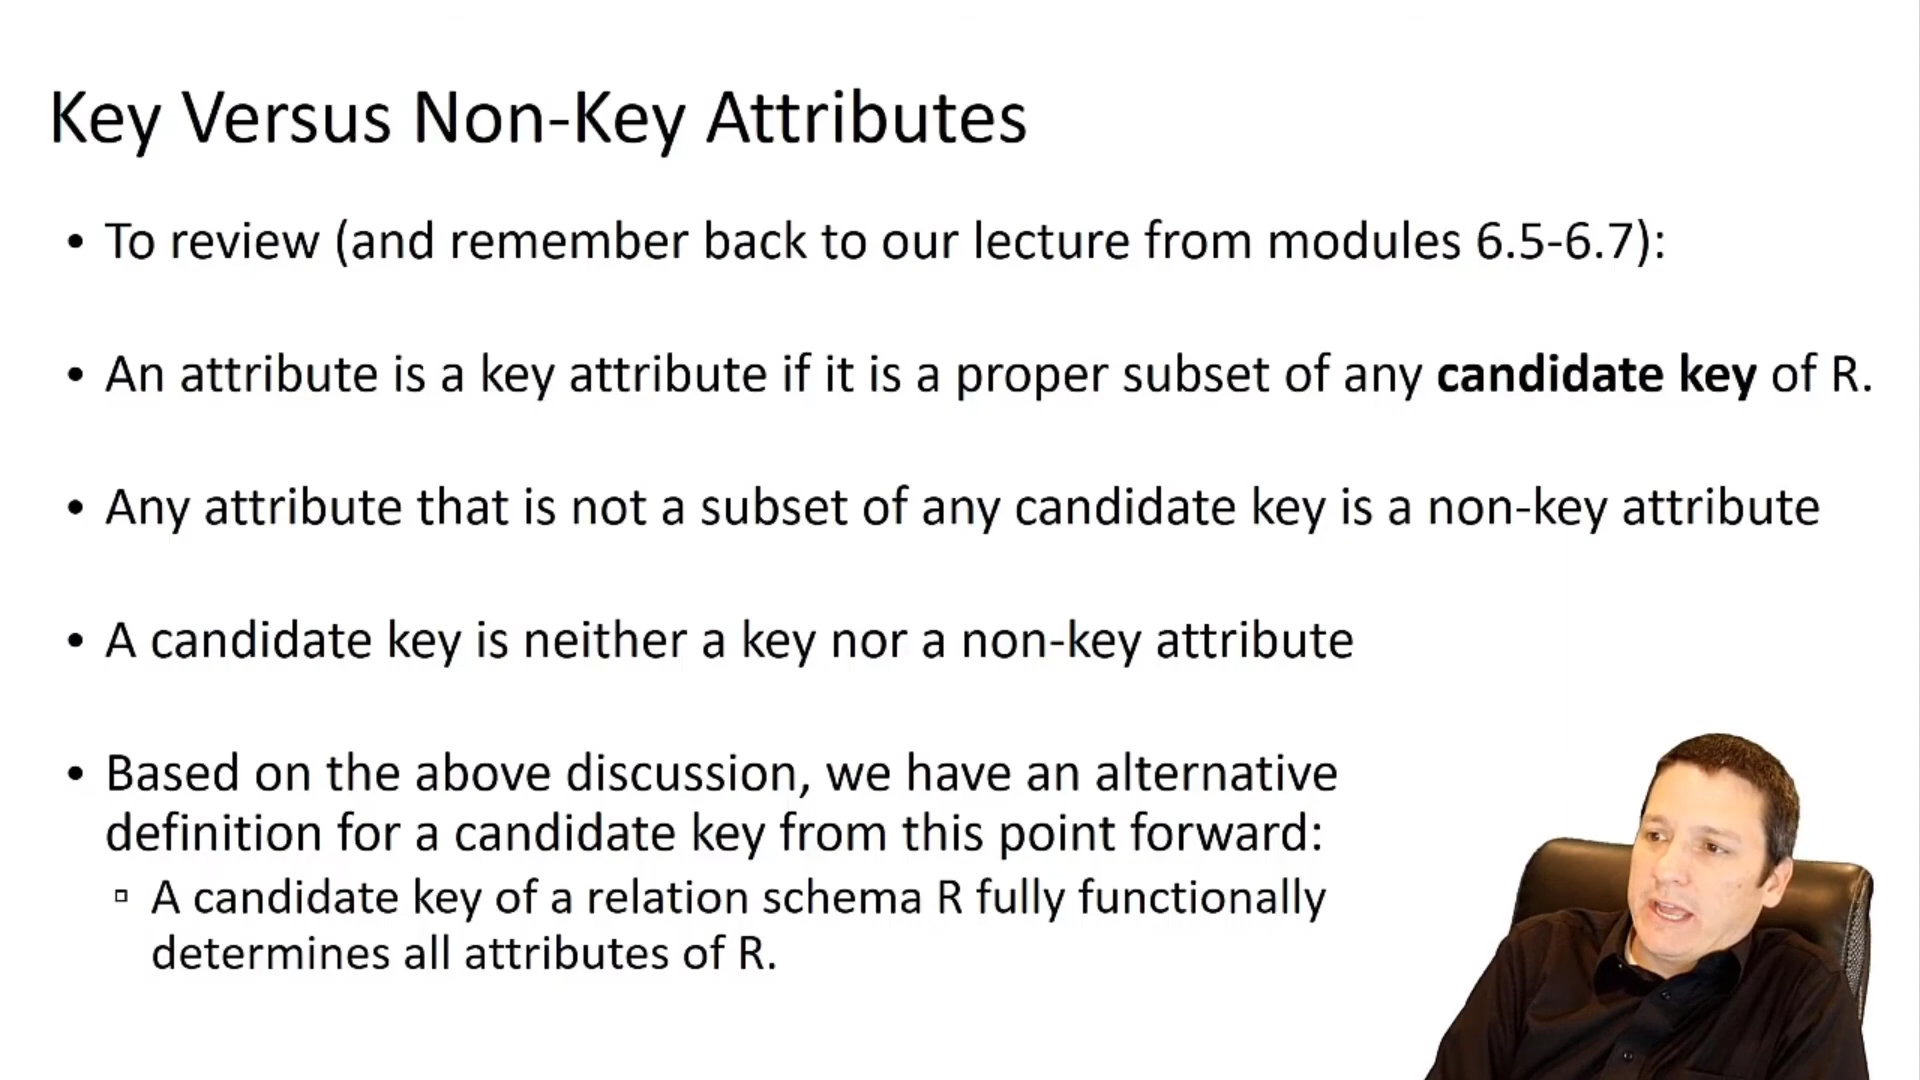 Key Versus Non-Key Attributes
• To review (and remember back to our lecture from modules 6.5-6.7):
• An attribute is a key attribute if it is a proper subset of any candidate key of R.
• Any attribute that is not a subset of any candidate key is a non-key attribute
• A candidate key is neither a key nor a non-key attribute
• Based on the above discussion, we have an alternative
definition for a candidate key from this point forward:
▫ A candidate key of a relation schema R fully functionally
determines all attributes of R.